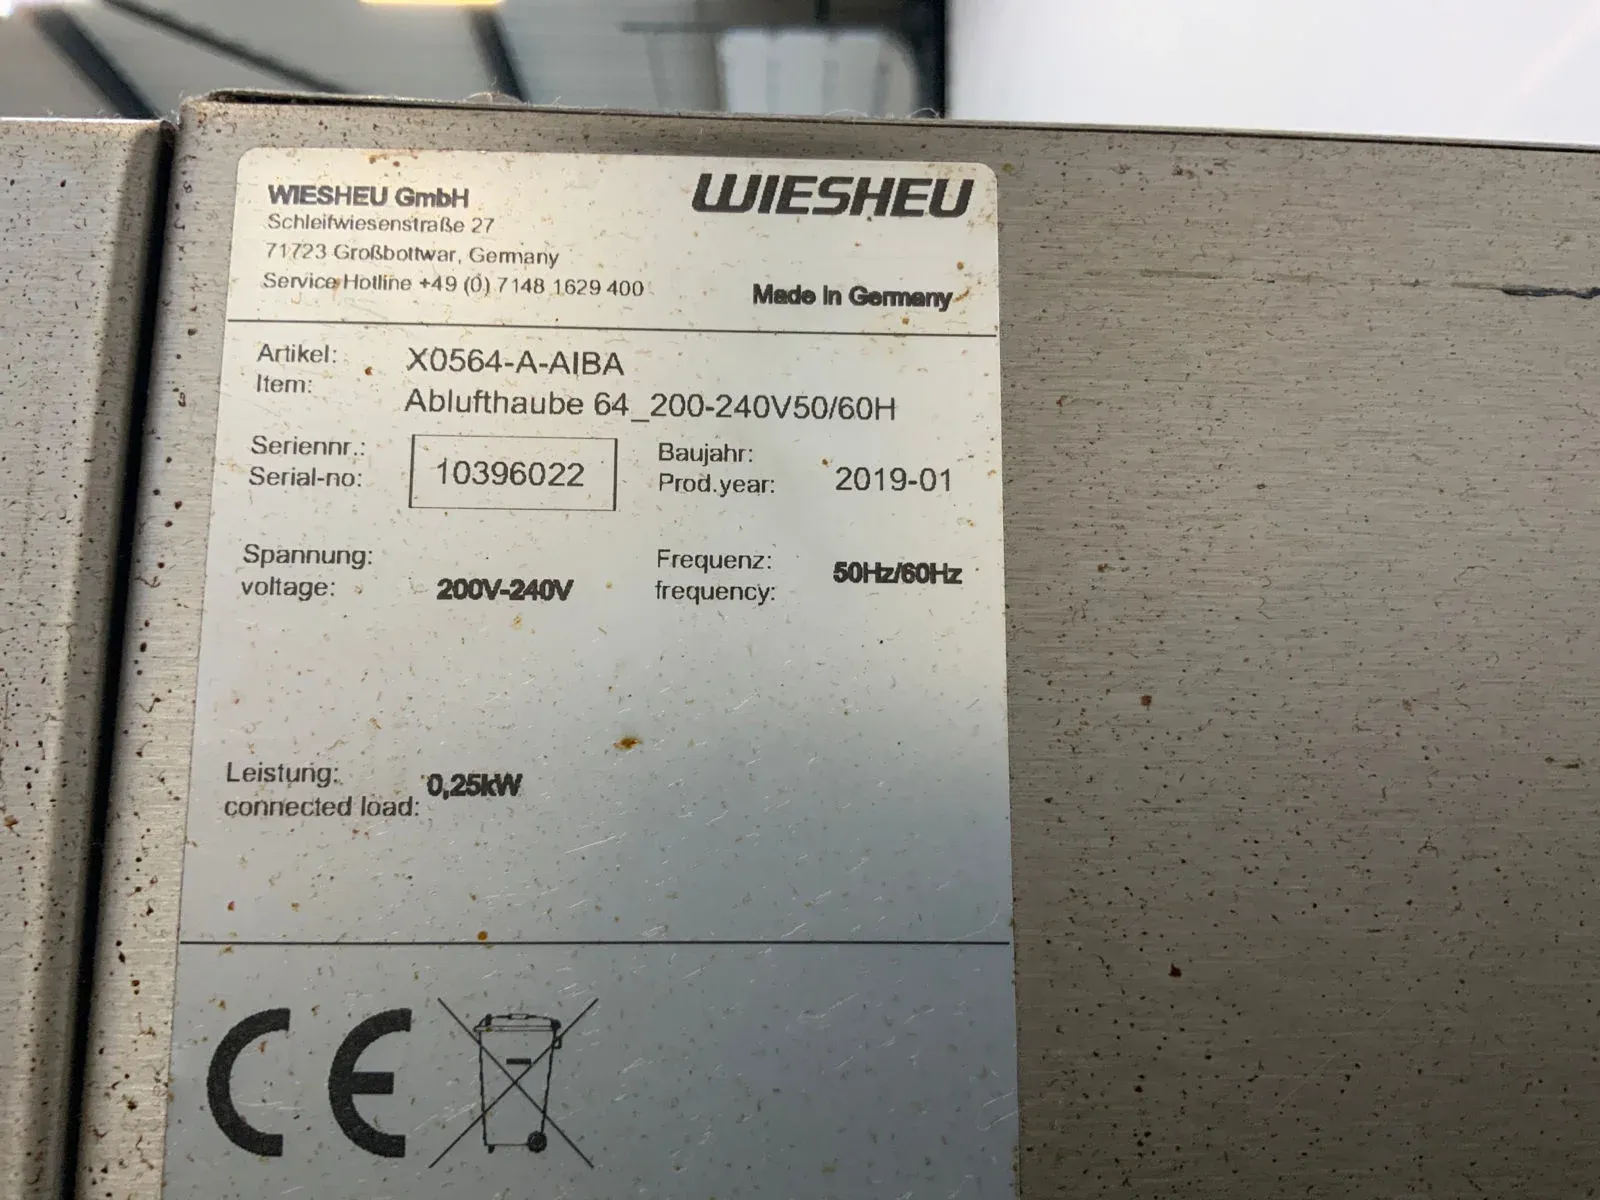 WIESHEU GmbH
Schleifwiesenstraße 27
71723 Großbottwar, Germany
Service Hotline +49 (0) 7148 1629 400
WIESHEU
Made in Germany
Artikel: X0564-A-AIBA
Item: Ablufthaube 64_200-240V50/60H
Seriennr.:
Serial-no: 10396022
Baujahr:
Prod.year: 2019-01
Spannung:
voltage: 200V-240V
Frequenz:
frequency: 50Hz/60Hz
Leistung:
connected load: 0,25kW
CE